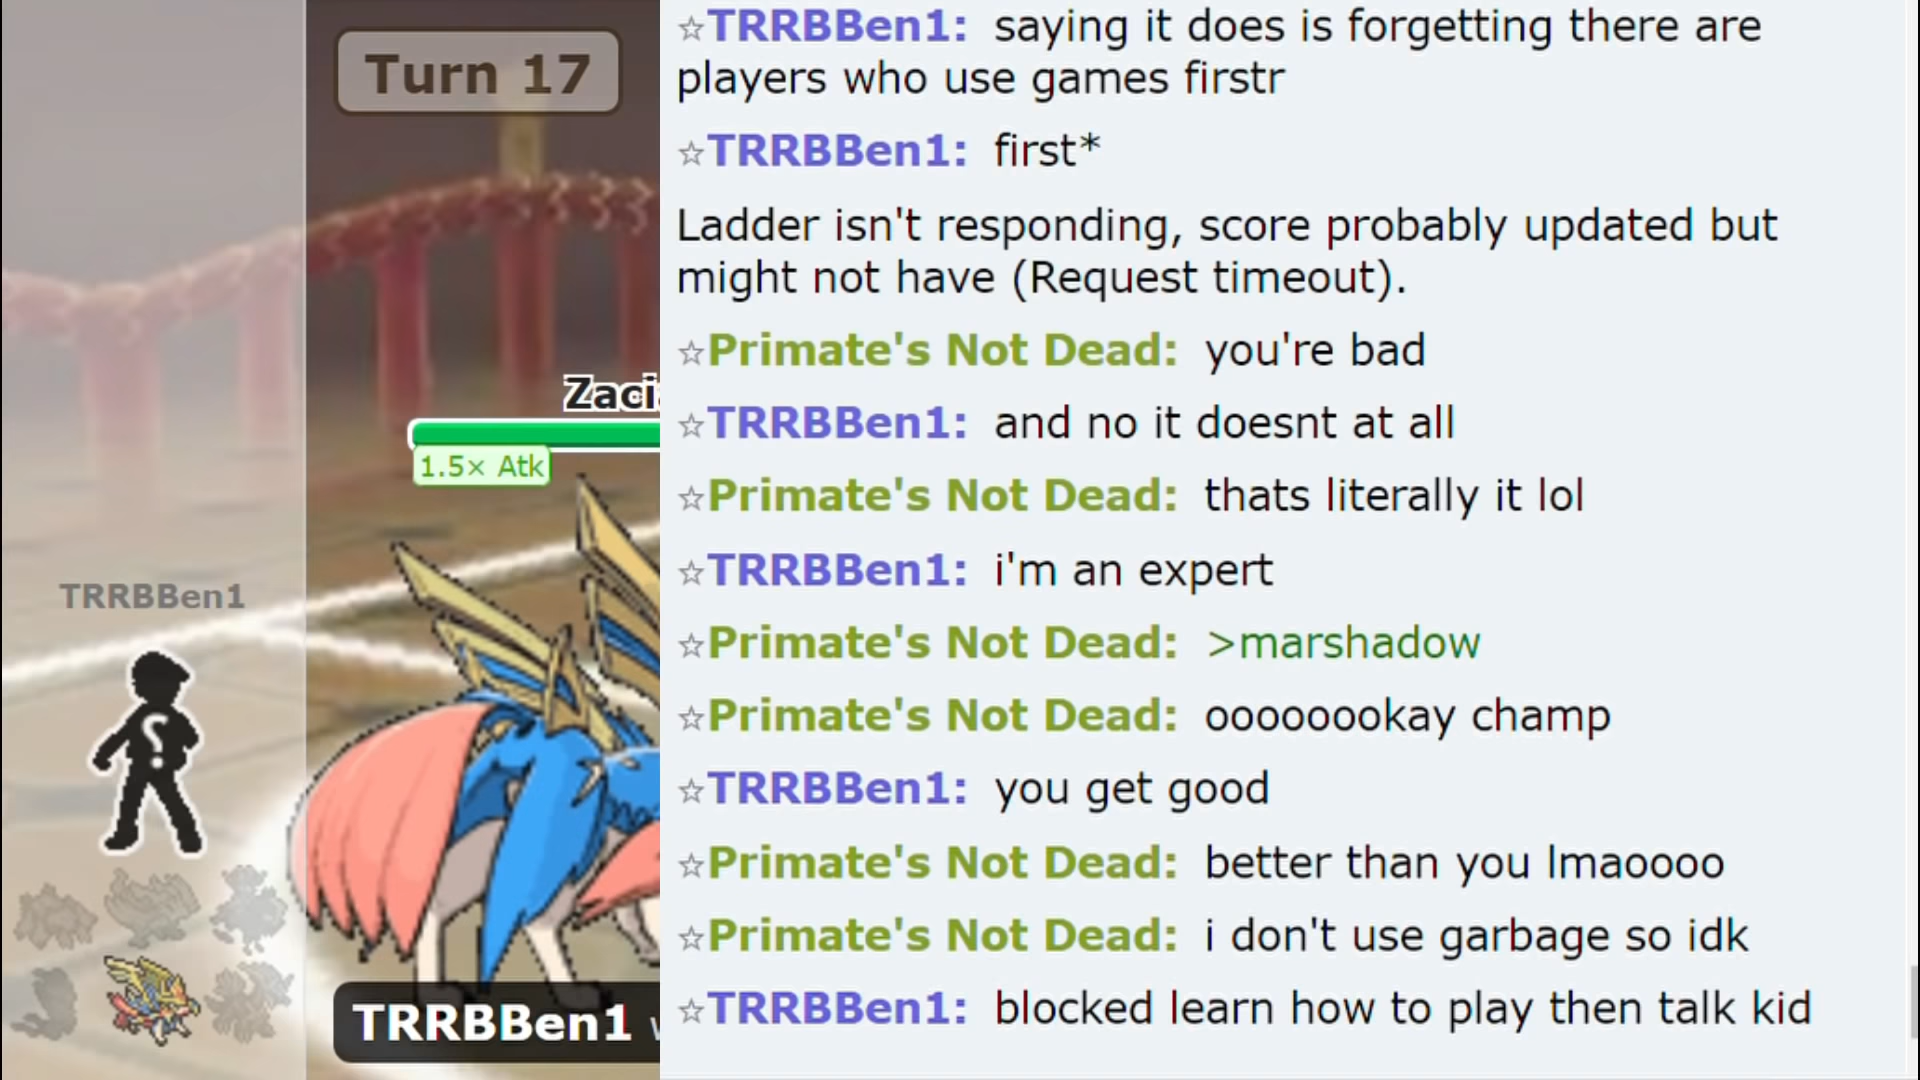 Turn 17
Zaci
1.5× Atk
TRRBBen1
TRRBBen1
☆TRRBBen1: saying it does is forgetting there are
players who use games firstr
☆TRRBBen1: first*
Ladder isn't responding, score probably updated but
might not have (Request timeout).
☆Primate's Not Dead: you're bad
☆TRRBBen1: and no it doesnt at all
☆Primate's Not Dead: thats literally it lol
☆TRRBBen1: i'm an expert
☆Primate's Not Dead: >marshadow
☆Primate's Not Dead: oooooookay champ
☆TRRBBen1: you get good
☆Primate's Not Dead: better than you lmaoooo
☆Primate's Not Dead: i don't use garbage so idk
☆TRRBBen1: blocked learn how to play then talk kid